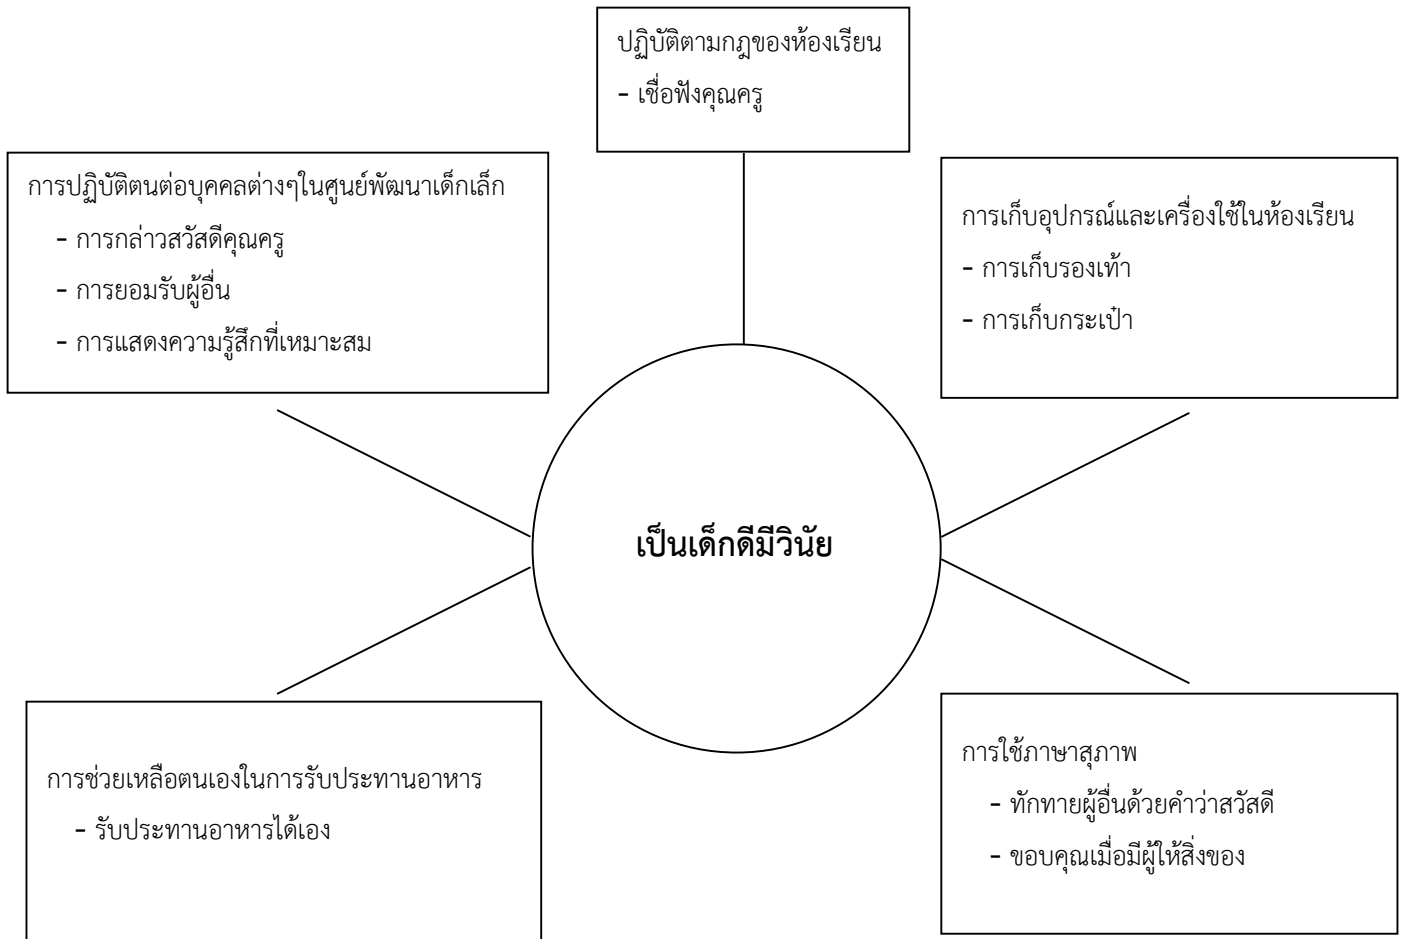 ปฏิบัติตามกฎของห้องเรียน
- เชื่อฟังคุณครู
การปฏิบัติตนต่อบุคคลต่างๆในศูนย์พัฒนาเด็กเล็ก
- การกล่าวสวัสดีคุณครู
- การยอมรับผู้อื่น
- การแสดงความรู้สึกที่เหมาะสม
การเก็บอุปกรณ์และเครื่องใช้ในห้องเรียน
- การเก็บรองเท้า
- การเก็บกระเป๋า
เป็นเด็กดีมีวินัย
การช่วยเหลือตนเองในการรับประทานอาหาร
- รับประทานอาหารได้เอง
การใช้ภาษาสุภาพ
- ทักทายผู้อื่นด้วยคำว่าสวัสดี
- ขอบคุณเมื่อมีผู้ให้สิ่งของ